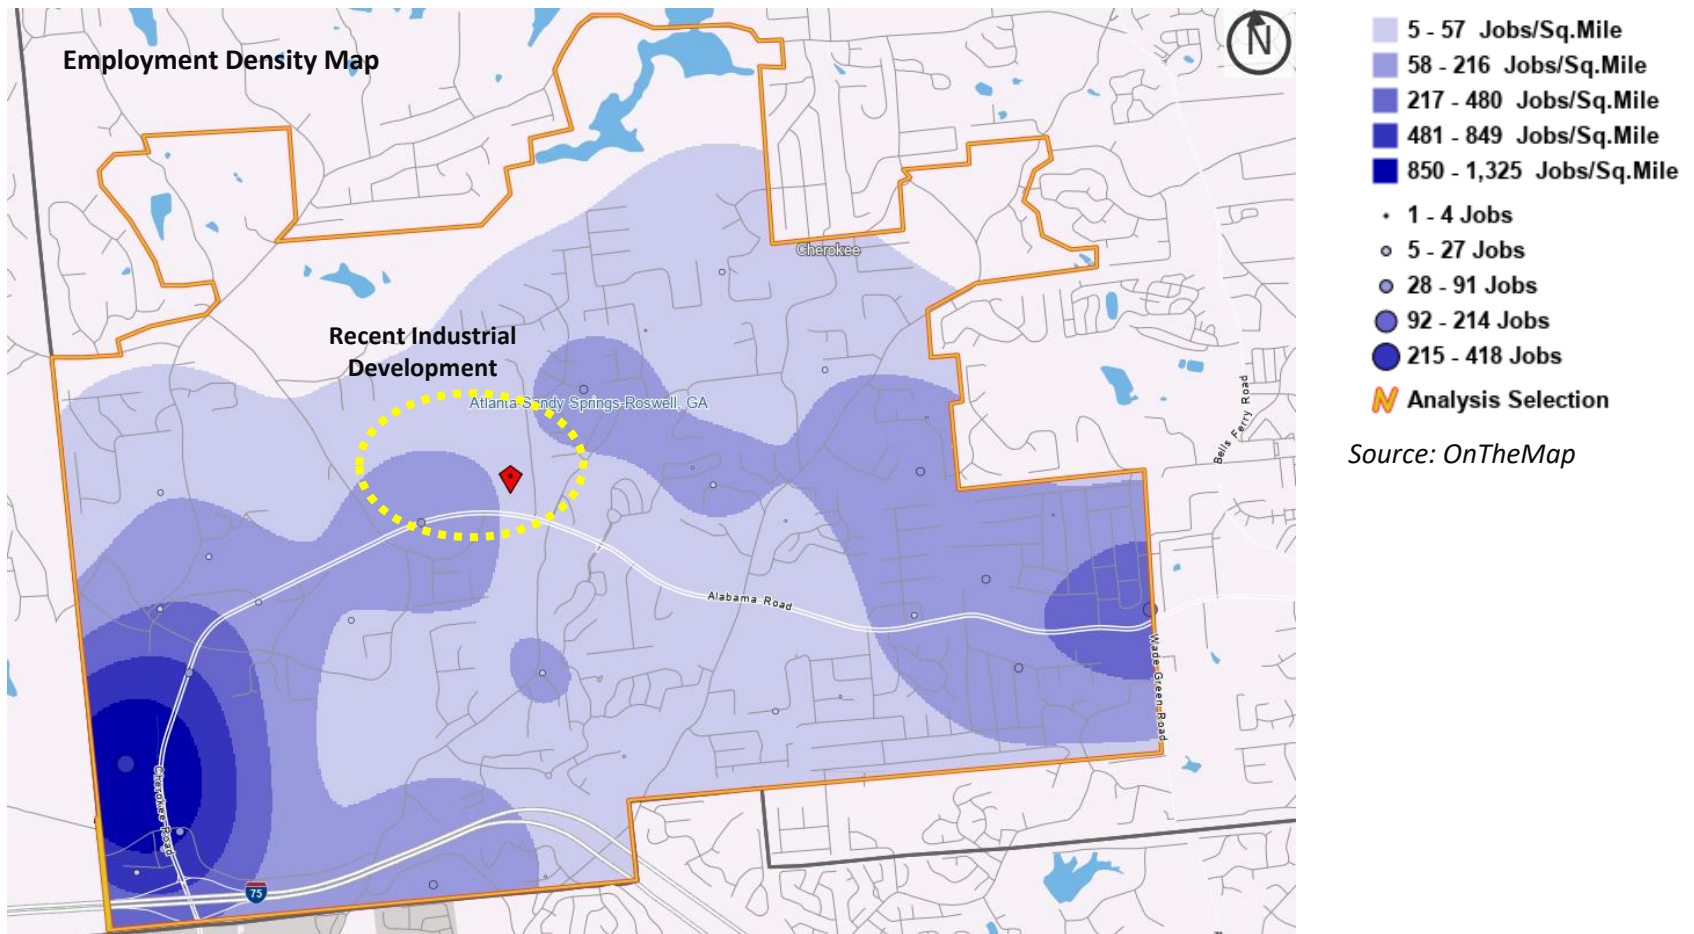 Employment Density Map
N
Cherokee
Recent Industrial
Development
Atlanta-Sandy Springs-Roswell, GA
Bells Ferry Road
Alabama Road
Wade Green Road
Cherokee Road
75
5 - 57 Jobs/Sq.Mile
58 - 216 Jobs/Sq.Mile
217 - 480 Jobs/Sq.Mile
481 - 849 Jobs/Sq.Mile
850 - 1,325 Jobs/Sq.Mile
1 - 4 Jobs
5 - 27 Jobs
28 - 91 Jobs
92 - 214 Jobs
215 - 418 Jobs
Analysis Selection
Source: OnTheMap